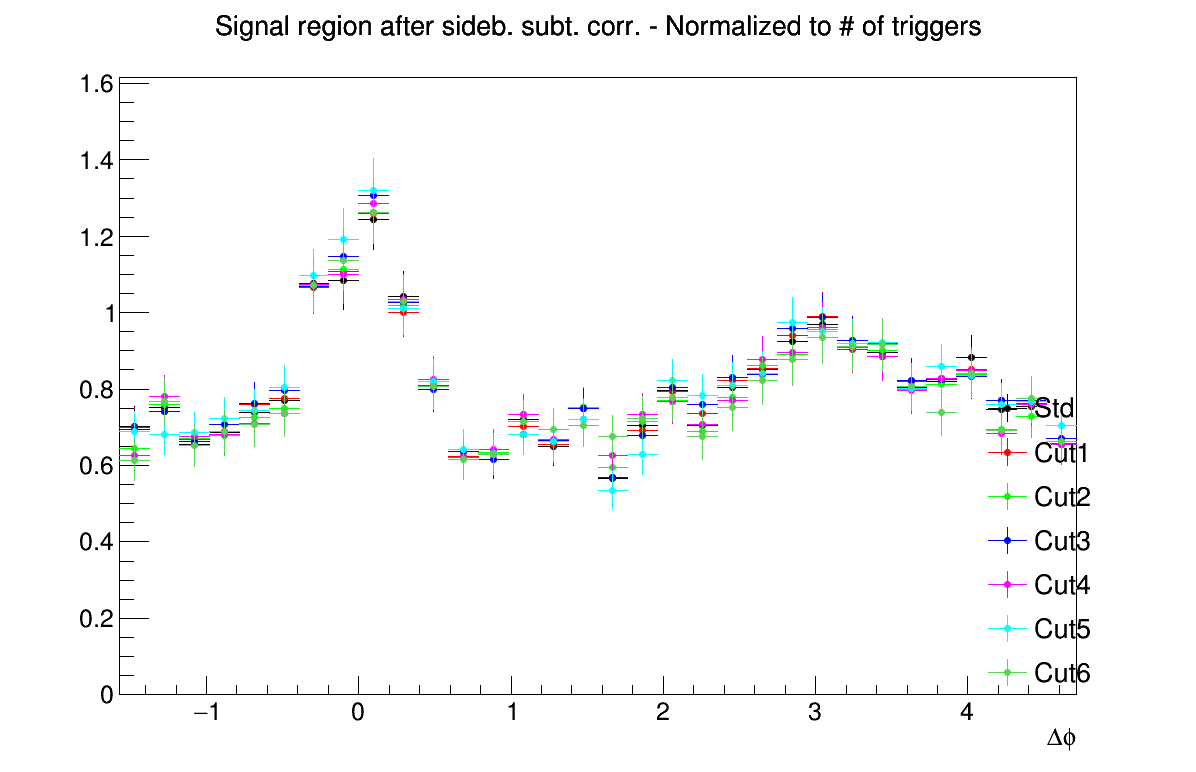 Signal region after sideb. subt. corr. - Normalized to # of triggers
1.6
1.4
1.2
1
0.8
0.6
0.4
0.2
0
−1 0 1 2 3 4
Δϕ
Std
Cut1
Cut2
Cut3
Cut4
Cut5
Cut6